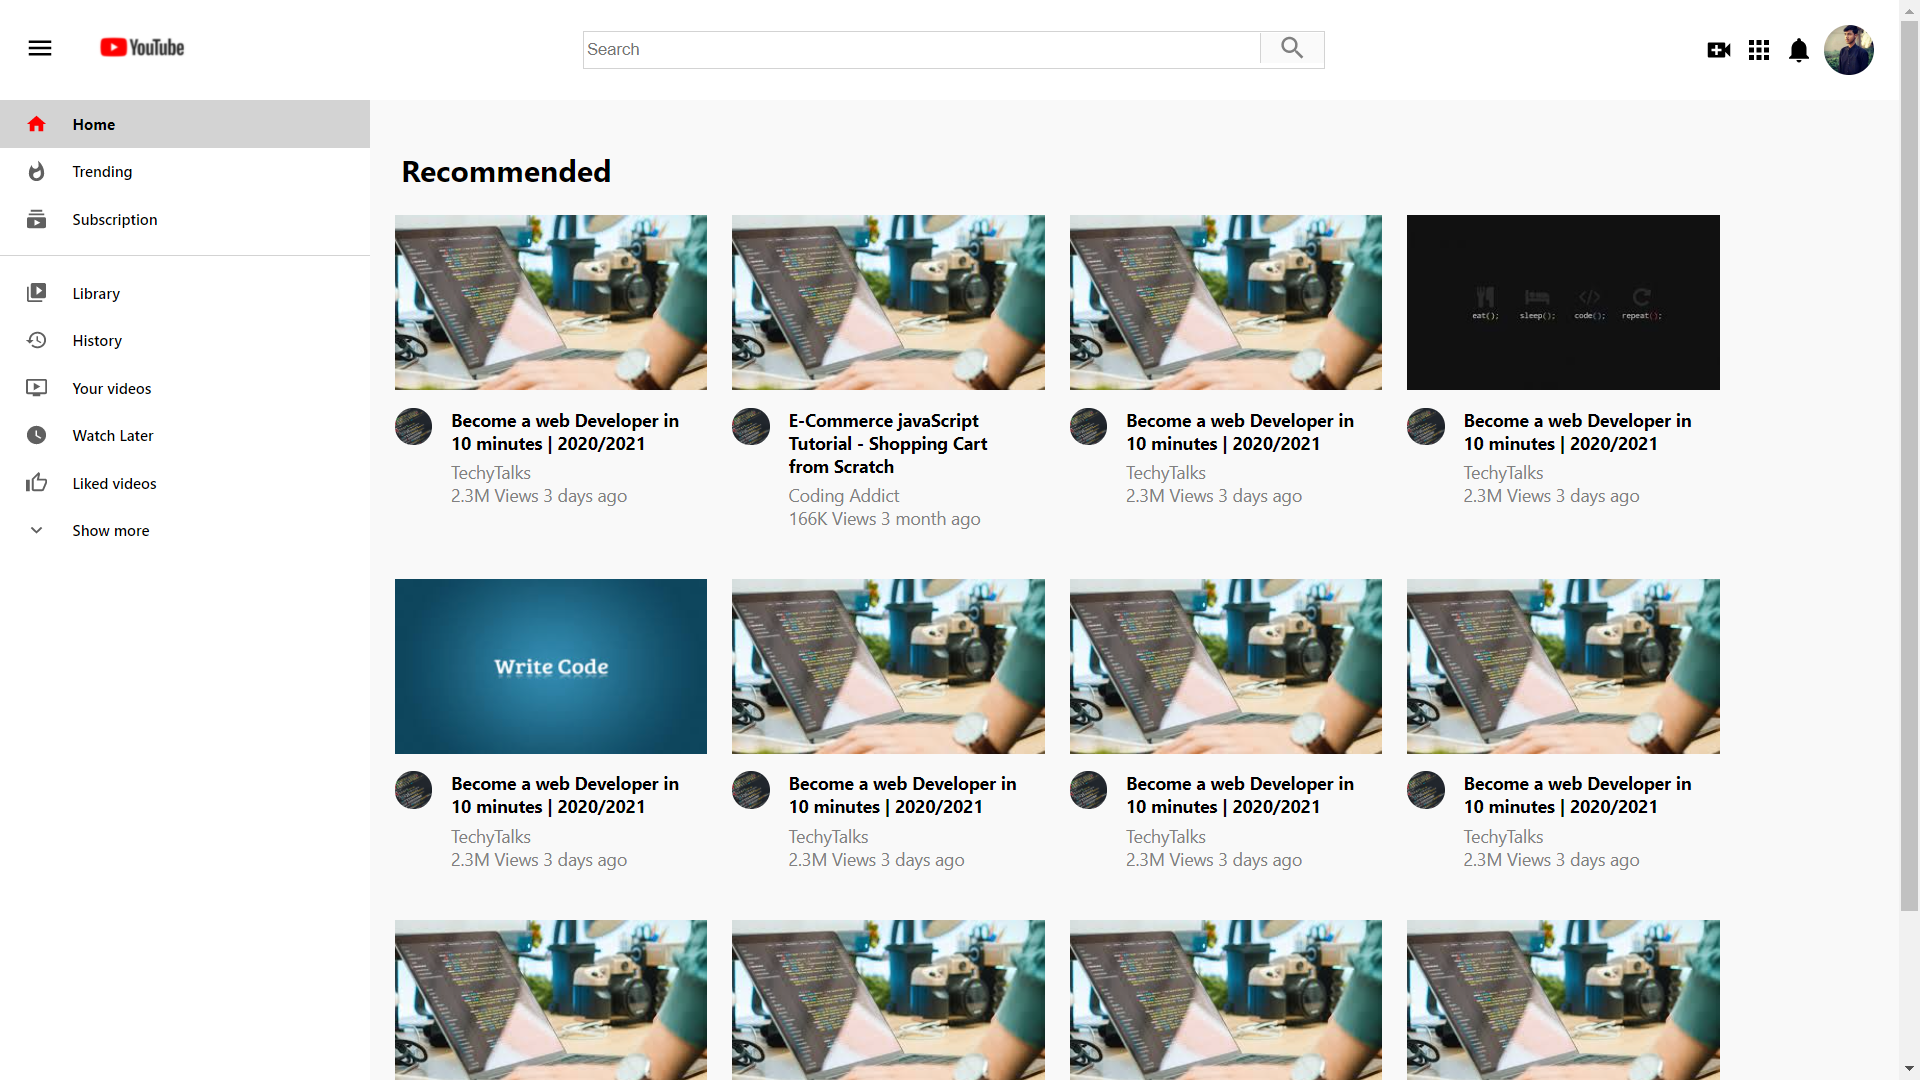 YouTube
Search
Home
Trending
Subscription
Library
History
Your videos
Watch Later
Liked videos
Show more
Recommended
eat(); sleep(); code(); repeat();
Become a web Developer in
10 minutes | 2020/2021
TechyTalks
2.3M Views 3 days ago
E-Commerce javaScript
Tutorial - Shopping Cart
from Scratch
Coding Addict
166K Views 3 month ago
Become a web Developer in
10 minutes | 2020/2021
TechyTalks
2.3M Views 3 days ago
Become a web Developer in
10 minutes | 2020/2021
TechyTalks
2.3M Views 3 days ago
Write Code
Become a web Developer in
10 minutes | 2020/2021
TechyTalks
2.3M Views 3 days ago
Become a web Developer in
10 minutes | 2020/2021
TechyTalks
2.3M Views 3 days ago
Become a web Developer in
10 minutes | 2020/2021
TechyTalks
2.3M Views 3 days ago
Become a web Developer in
10 minutes | 2020/2021
TechyTalks
2.3M Views 3 days ago